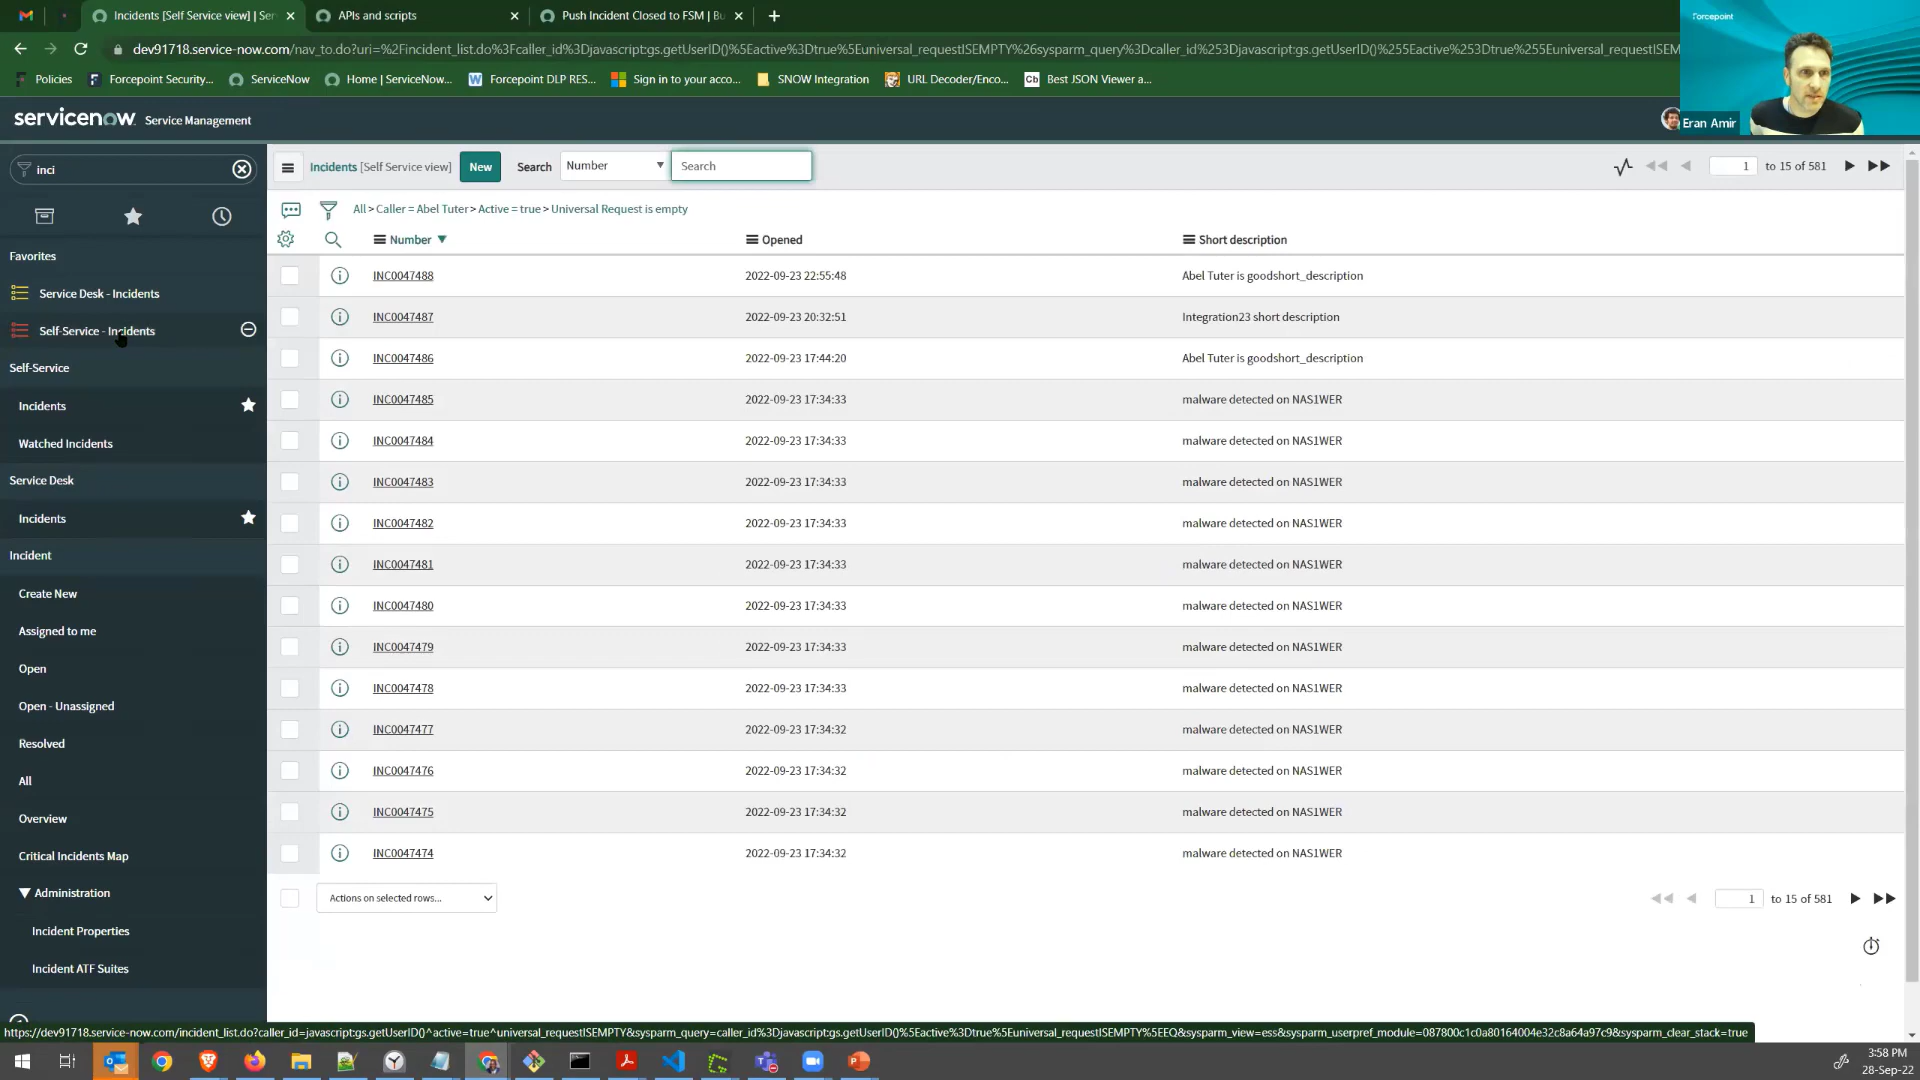 Incidents [Self Service view] | Ser
APIs and scripts
Push Incident Closed to FSM | Bu
dev91718.service-now.com/nav_to.do?uri=%2Fincident_list.do%3Fcaller_id%3Djavascript:gs.getUserID()%5Eactive%3Dtrue%5Euniversal_requestISEMPTY%26sysparm_query%3Dcaller_id%253Djavascript:gs.getUserID()%255Eactive%253Dtrue%255Euniversal_requestISEM
Policies
Forcepoint Security...
ServiceNow
Home | ServiceNow...
Forcepoint DLP RES...
Sign in to your acco...
SNOW Integration
URL Decoder/Enco...
Best JSON Viewer a...
Forcepoint
Eran Amir
servicenow Service Management
inci
Incidents [Self Service view] New Search Number Search 1 to 15 of 581
All > Caller = Abel Tuter > Active = true > Universal Request is empty
Number Opened Short description
INC0047488 2022-09-23 22:55:48 Abel Tuter is goodshort_description
INC0047487 2022-09-23 20:32:51 Integration23 short description
INC0047486 2022-09-23 17:44:20 Abel Tuter is goodshort_description
INC0047485 2022-09-23 17:34:33 malware detected on NAS1WER
INC0047484 2022-09-23 17:34:33 malware detected on NAS1WER
INC0047483 2022-09-23 17:34:33 malware detected on NAS1WER
INC0047482 2022-09-23 17:34:33 malware detected on NAS1WER
INC0047481 2022-09-23 17:34:33 malware detected on NAS1WER
INC0047480 2022-09-23 17:34:33 malware detected on NAS1WER
INC0047479 2022-09-23 17:34:33 malware detected on NAS1WER
INC0047478 2022-09-23 17:34:33 malware detected on NAS1WER
INC0047477 2022-09-23 17:34:32 malware detected on NAS1WER
INC0047476 2022-09-23 17:34:32 malware detected on NAS1WER
INC0047475 2022-09-23 17:34:32 malware detected on NAS1WER
INC0047474 2022-09-23 17:34:32 malware detected on NAS1WER
Actions on selected rows... 1 to 15 of 581
Favorites
Service Desk - Incidents
Self-Service - Incidents
Self-Service
Incidents
Watched Incidents
Service Desk
Incidents
Incident
Create New
Assigned to me
Open
Open - Unassigned
Resolved
All
Overview
Critical Incidents Map
Administration
Incident Properties
Incident ATF Suites
https://dev91718.service-now.com/incident_list.do?caller_id=javascript:gs.getUserID()^active=true^universal_requestISEMPTY&sysparm_query=caller_id%3Djavascript:gs.getUserID()%5Eactive%3Dtrue%5Euniversal_requestISEMPTY%5EEQ&sysparm_view=ess&sysparm_userpref_module=087800c1c0a80164004e32c8a64a97c9&sysparm_clear_stack=true
3:58 PM
28-Sep-22